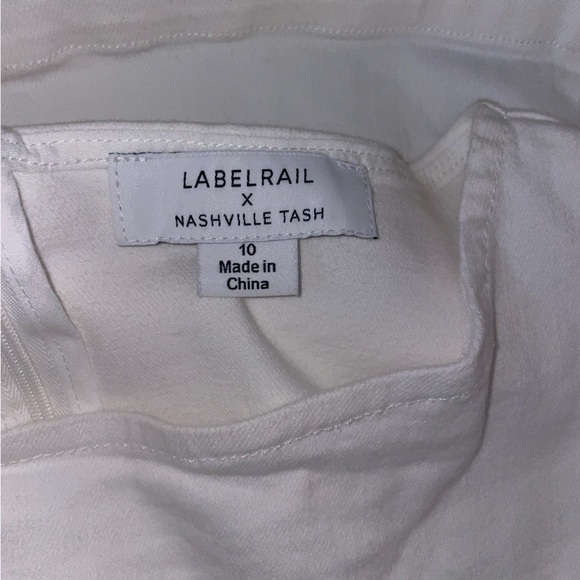 LABELRAIL
X
NASHVILLE TASH
10
Made in
China